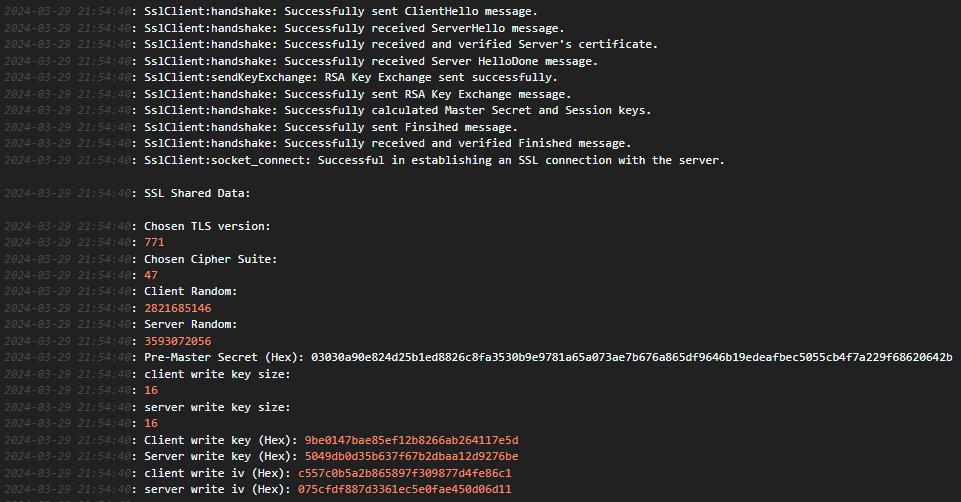 2024-03-29 21:54:40: SslClient:handshake: Successfully sent ClientHello message.
2024-03-29 21:54:40: SslClient:handshake: Successfully received ServerHello message.
2024-03-29 21:54:40: SslClient:handshake: Successfully received and verified Server's certificate.
2024-03-29 21:54:40: SslClient:handshake: Successfully received Server HelloDone message.
2024-03-29 21:54:40: SslClient:sendKeyExchange: RSA Key Exchange sent successfully.
2024-03-29 21:54:40: SslClient:handshake: Successfully sent RSA Key Exchange message.
2024-03-29 21:54:40: SslClient:handshake: Successfully calculated Master Secret and Session keys.
2024-03-29 21:54:40: SslClient:handshake: Successfully sent Finsihed message.
2024-03-29 21:54:40: SslClient:handshake: Successfully received and verified Finished message.
2024-03-29 21:54:40: SslClient:socket_connect: Successful in establishing an SSL connection with the server.
2024-03-29 21:54:40: SSL Shared Data:
2024-03-29 21:54:40: Chosen TLS version:
2024-03-29 21:54:40: 771
2024-03-29 21:54:40: Chosen Cipher Suite:
2024-03-29 21:54:40: 47
2024-03-29 21:54:40: Client Random:
2024-03-29 21:54:40: 2821685146
2024-03-29 21:54:40: Server Random:
2024-03-29 21:54:40: 3593072056
2024-03-29 21:54:40: Pre-Master Secret (Hex): 03030a90e824d25b1ed8826c8fa3530b9e9781a65a073ae7b676a865df9646b19edeafbec5055cb4f7a229f68620642b
2024-03-29 21:54:40: client write key size:
2024-03-29 21:54:40: 16
2024-03-29 21:54:40: server write key size:
2024-03-29 21:54:40: 16
2024-03-29 21:54:40: Client write key (Hex): 9be0147bae85ef12b8266ab264117e5d
2024-03-29 21:54:40: Server write key (Hex): 5049db0d35b637f67b2dbaa12d9276be
2024-03-29 21:54:40: client write iv (Hex): c557c0b5a2b865897f309877d4fe86c1
2024-03-29 21:54:40: server write iv (Hex): 075cfdf887d3361ec5e0fae450d06d11